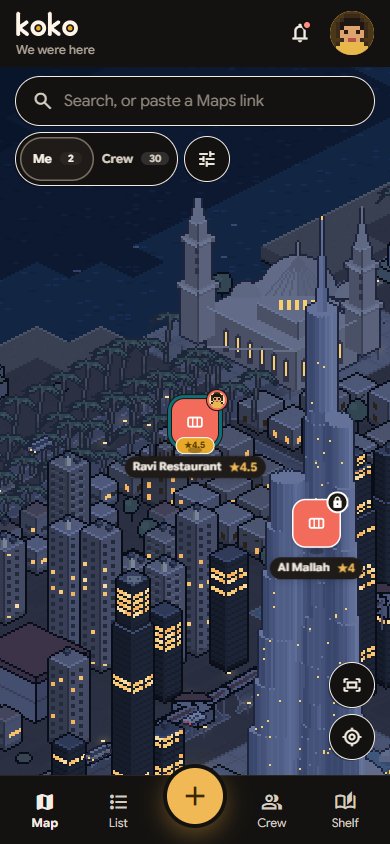 koko
We were here
Search, or paste a Maps link
Me 2 Crew 30
★4.5
Ravi Restaurant ★4.5
Al Mallah ★4
Map List Crew Shelf